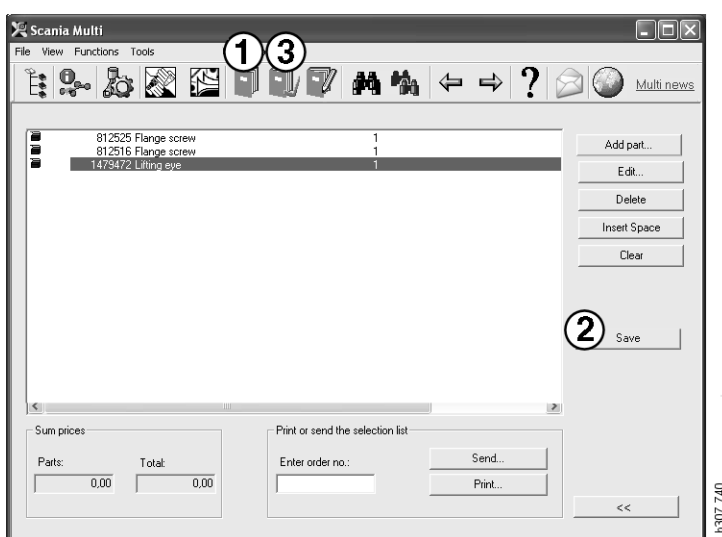 Scania Multi
File View Functions Tools
1 3
? Multi news
812525 Flange screw 1
812516 Flange screw 1
1479472 Lifting eye 1
Add part...
Edit...
Delete
Insert Space
Clear
2 Save
Sum prices
Parts: Total:
0,00 0,00
Print or send the selection list
Enter order no.: Send...
Print...
<<
b307 740